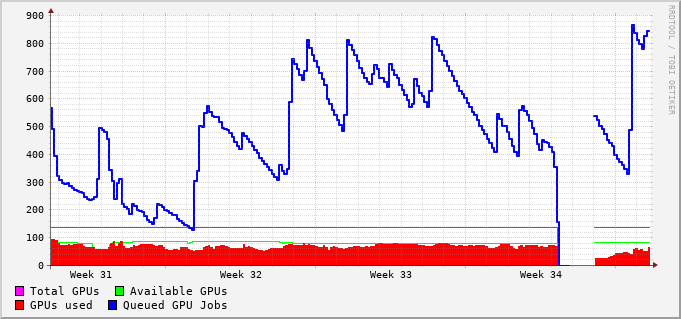 900
800
700
600
500
400
300
200
100
0
Week 31 Week 32 Week 33 Week 34
Total GPUs Available GPUs
GPUs used Queued GPU Jobs
RRDTOOL / TOBI OETIKER